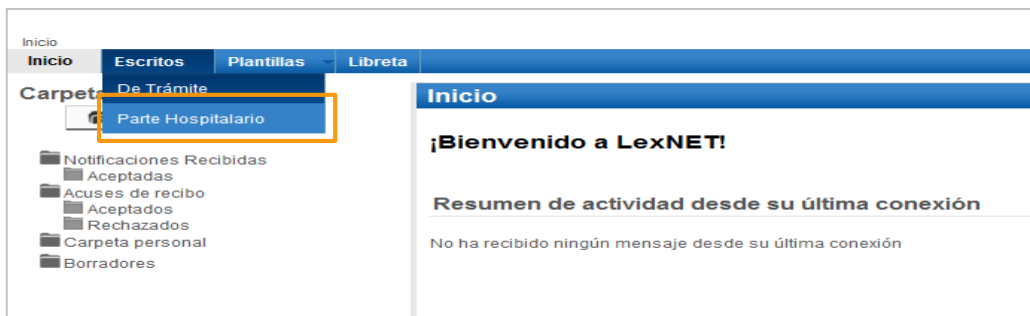 Inicio
Inicio Escritos Plantillas Libreta
De Trámite
Parte Hospitalario
Notificaciones Recibidas
Aceptadas
Acuses de recibo
Aceptados
Rechazados
Carpeta personal
Borradores
Inicio
¡Bienvenido a LexNET!
Resumen de actividad desde su última conexión
No ha recibido ningún mensaje desde su última conexión